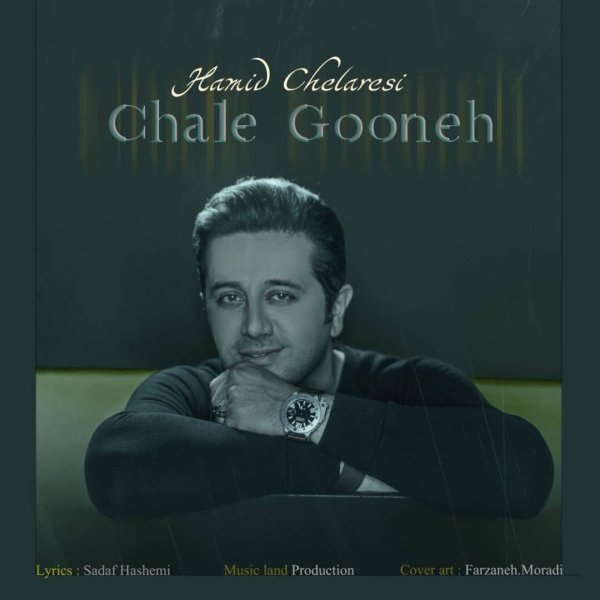 Hamid Chelaresi
Chale Gooneh
Lyrics : Sadaf Hashemi Music land Production Cover art : Farzaneh.Moradi